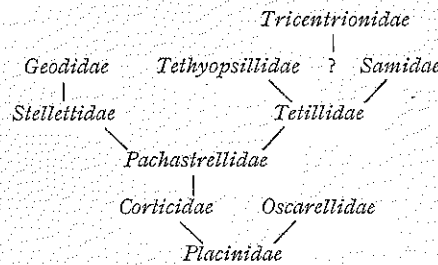 Tricentrionidae
Geodidae Tethyopsillidae ? Samidae
Stellettidae Tetillidae
Pachastrellidae
Corticidae Oscarellidae
Placinidae